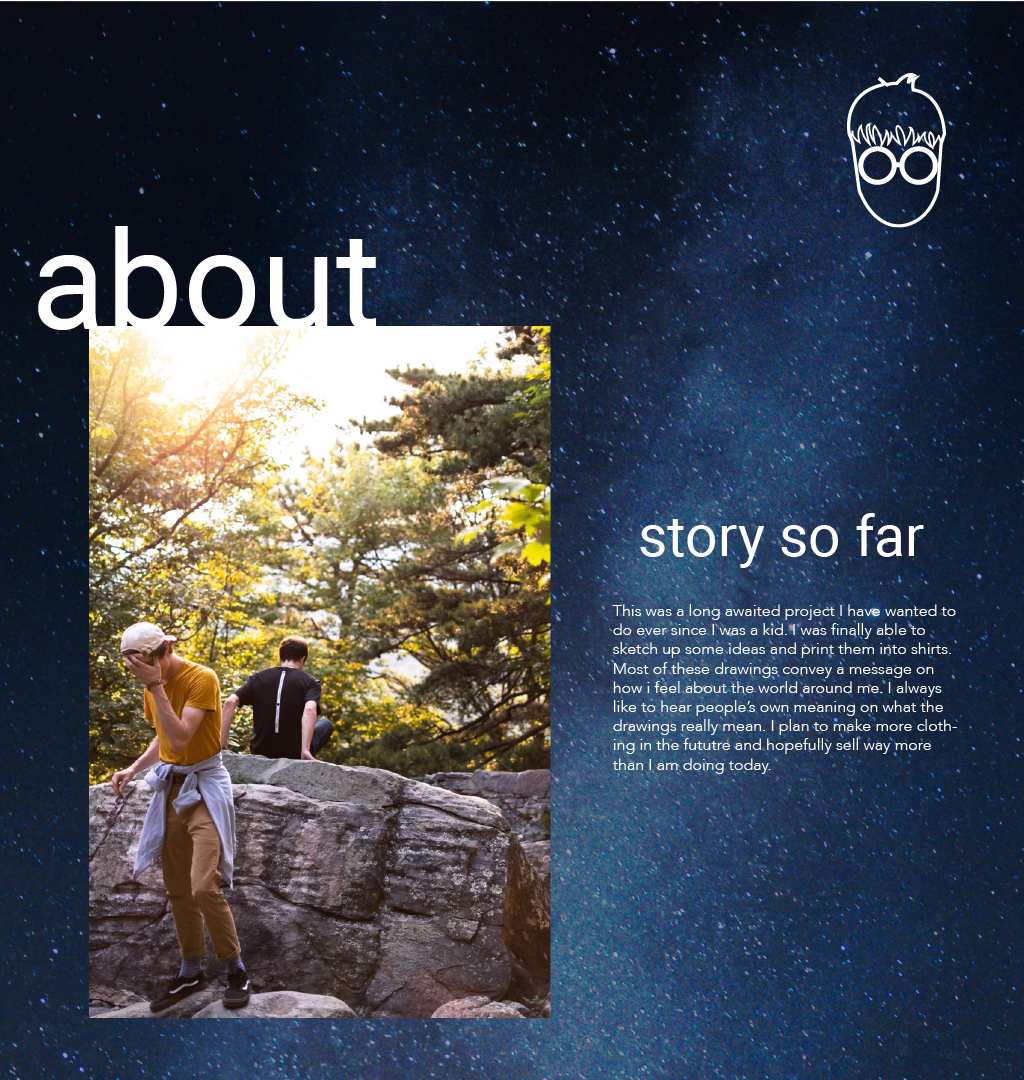 about
story so far
This was a long awaited project I have wanted to
do ever since I was a kid. I was finally able to
sketch up some ideas and print them into shirts.
Most of these drawings convey a message on
how i feel about the world around me. I always
like to hear people's own meaning on what the
drawings really mean. I plan to make more cloth-
ing in the fututre and hopefully sell way more
than I am doing today.